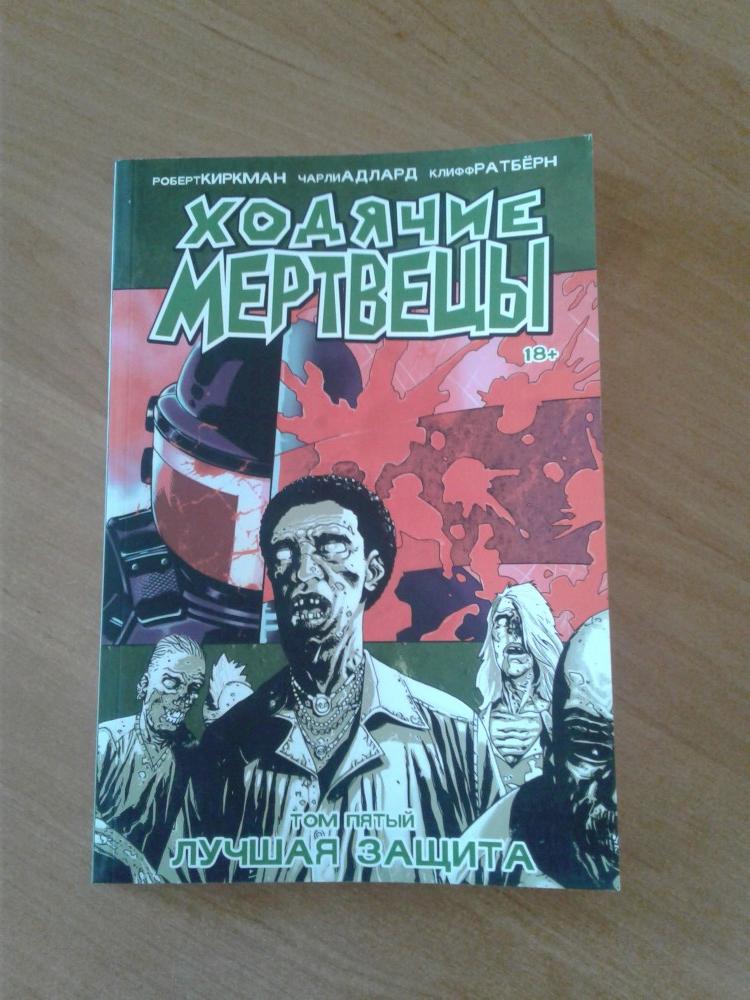 РОБЕРТКИРКМАН ЧАРЛИАДЛАРД КЛИФФРАТБЁРН
ХОДЯЧИЕ
МЕРТВЕЦЫ
18+
ТОМ ПЯТЫЙ
ЛУЧШАЯ ЗАЩИТА